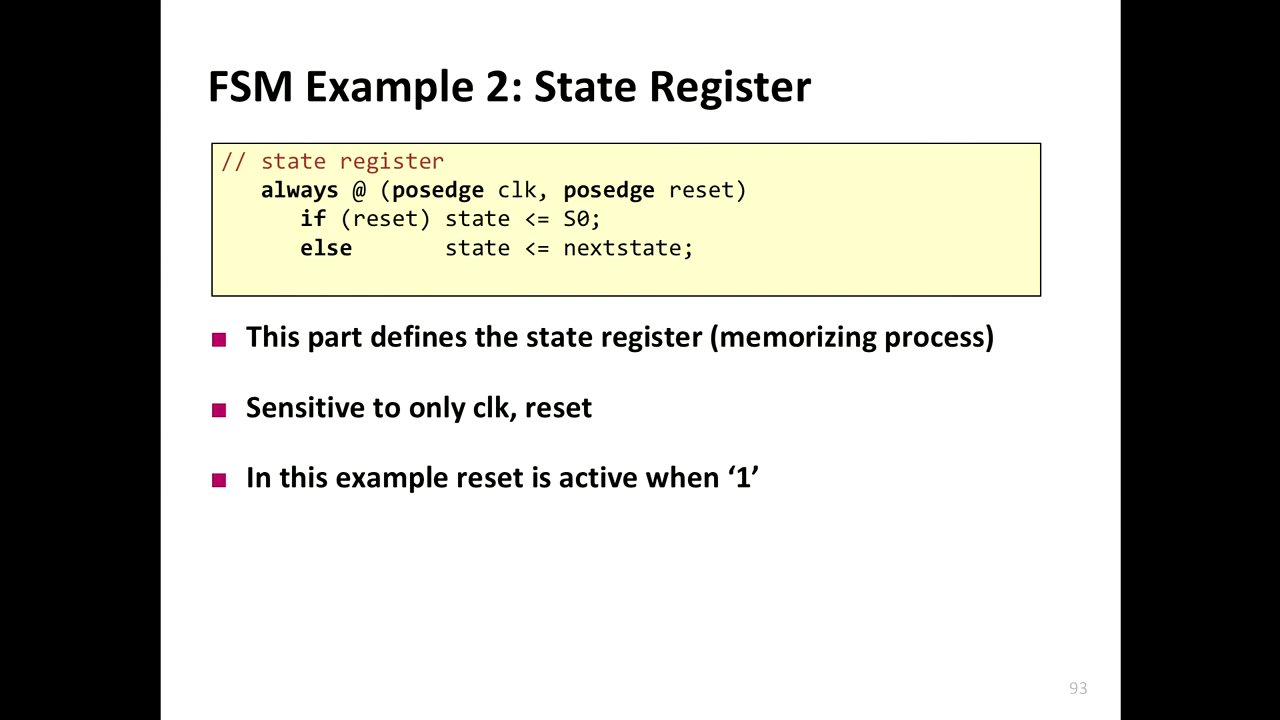 FSM Example 2: State Register
// state register
always @ (posedge clk, posedge reset)
if (reset) state <= S0;
else state <= nextstate;
■ This part defines the state register (memorizing process)
■ Sensitive to only clk, reset
■ In this example reset is active when ‘1’
93